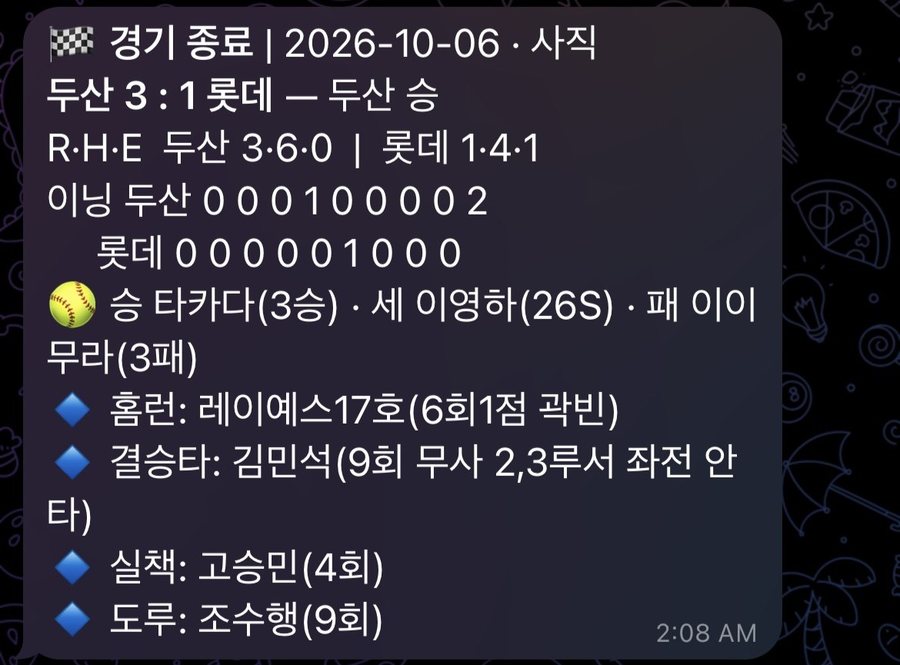 🏁 경기 종료 | 2026-10-06 · 사직
두산 3 : 1 롯데 — 두산 승
R·H·E 두산 3·6·0 | 롯데 1·4·1
이닝 두산 0 0 0 1 0 0 0 0 2
롯데 0 0 0 0 0 1 0 0 0
🥎 승 타카다(3승) · 세 이영하(26S) · 패 이이
무라(3패)
🔹 홈런: 레이예스17호(6회1점 곽빈)
🔹 결승타: 김민석(9회 무사 2,3루서 좌전 안
타)
🔹 실책: 고승민(4회)
🔹 도루: 조수행(9회)
2:08 AM